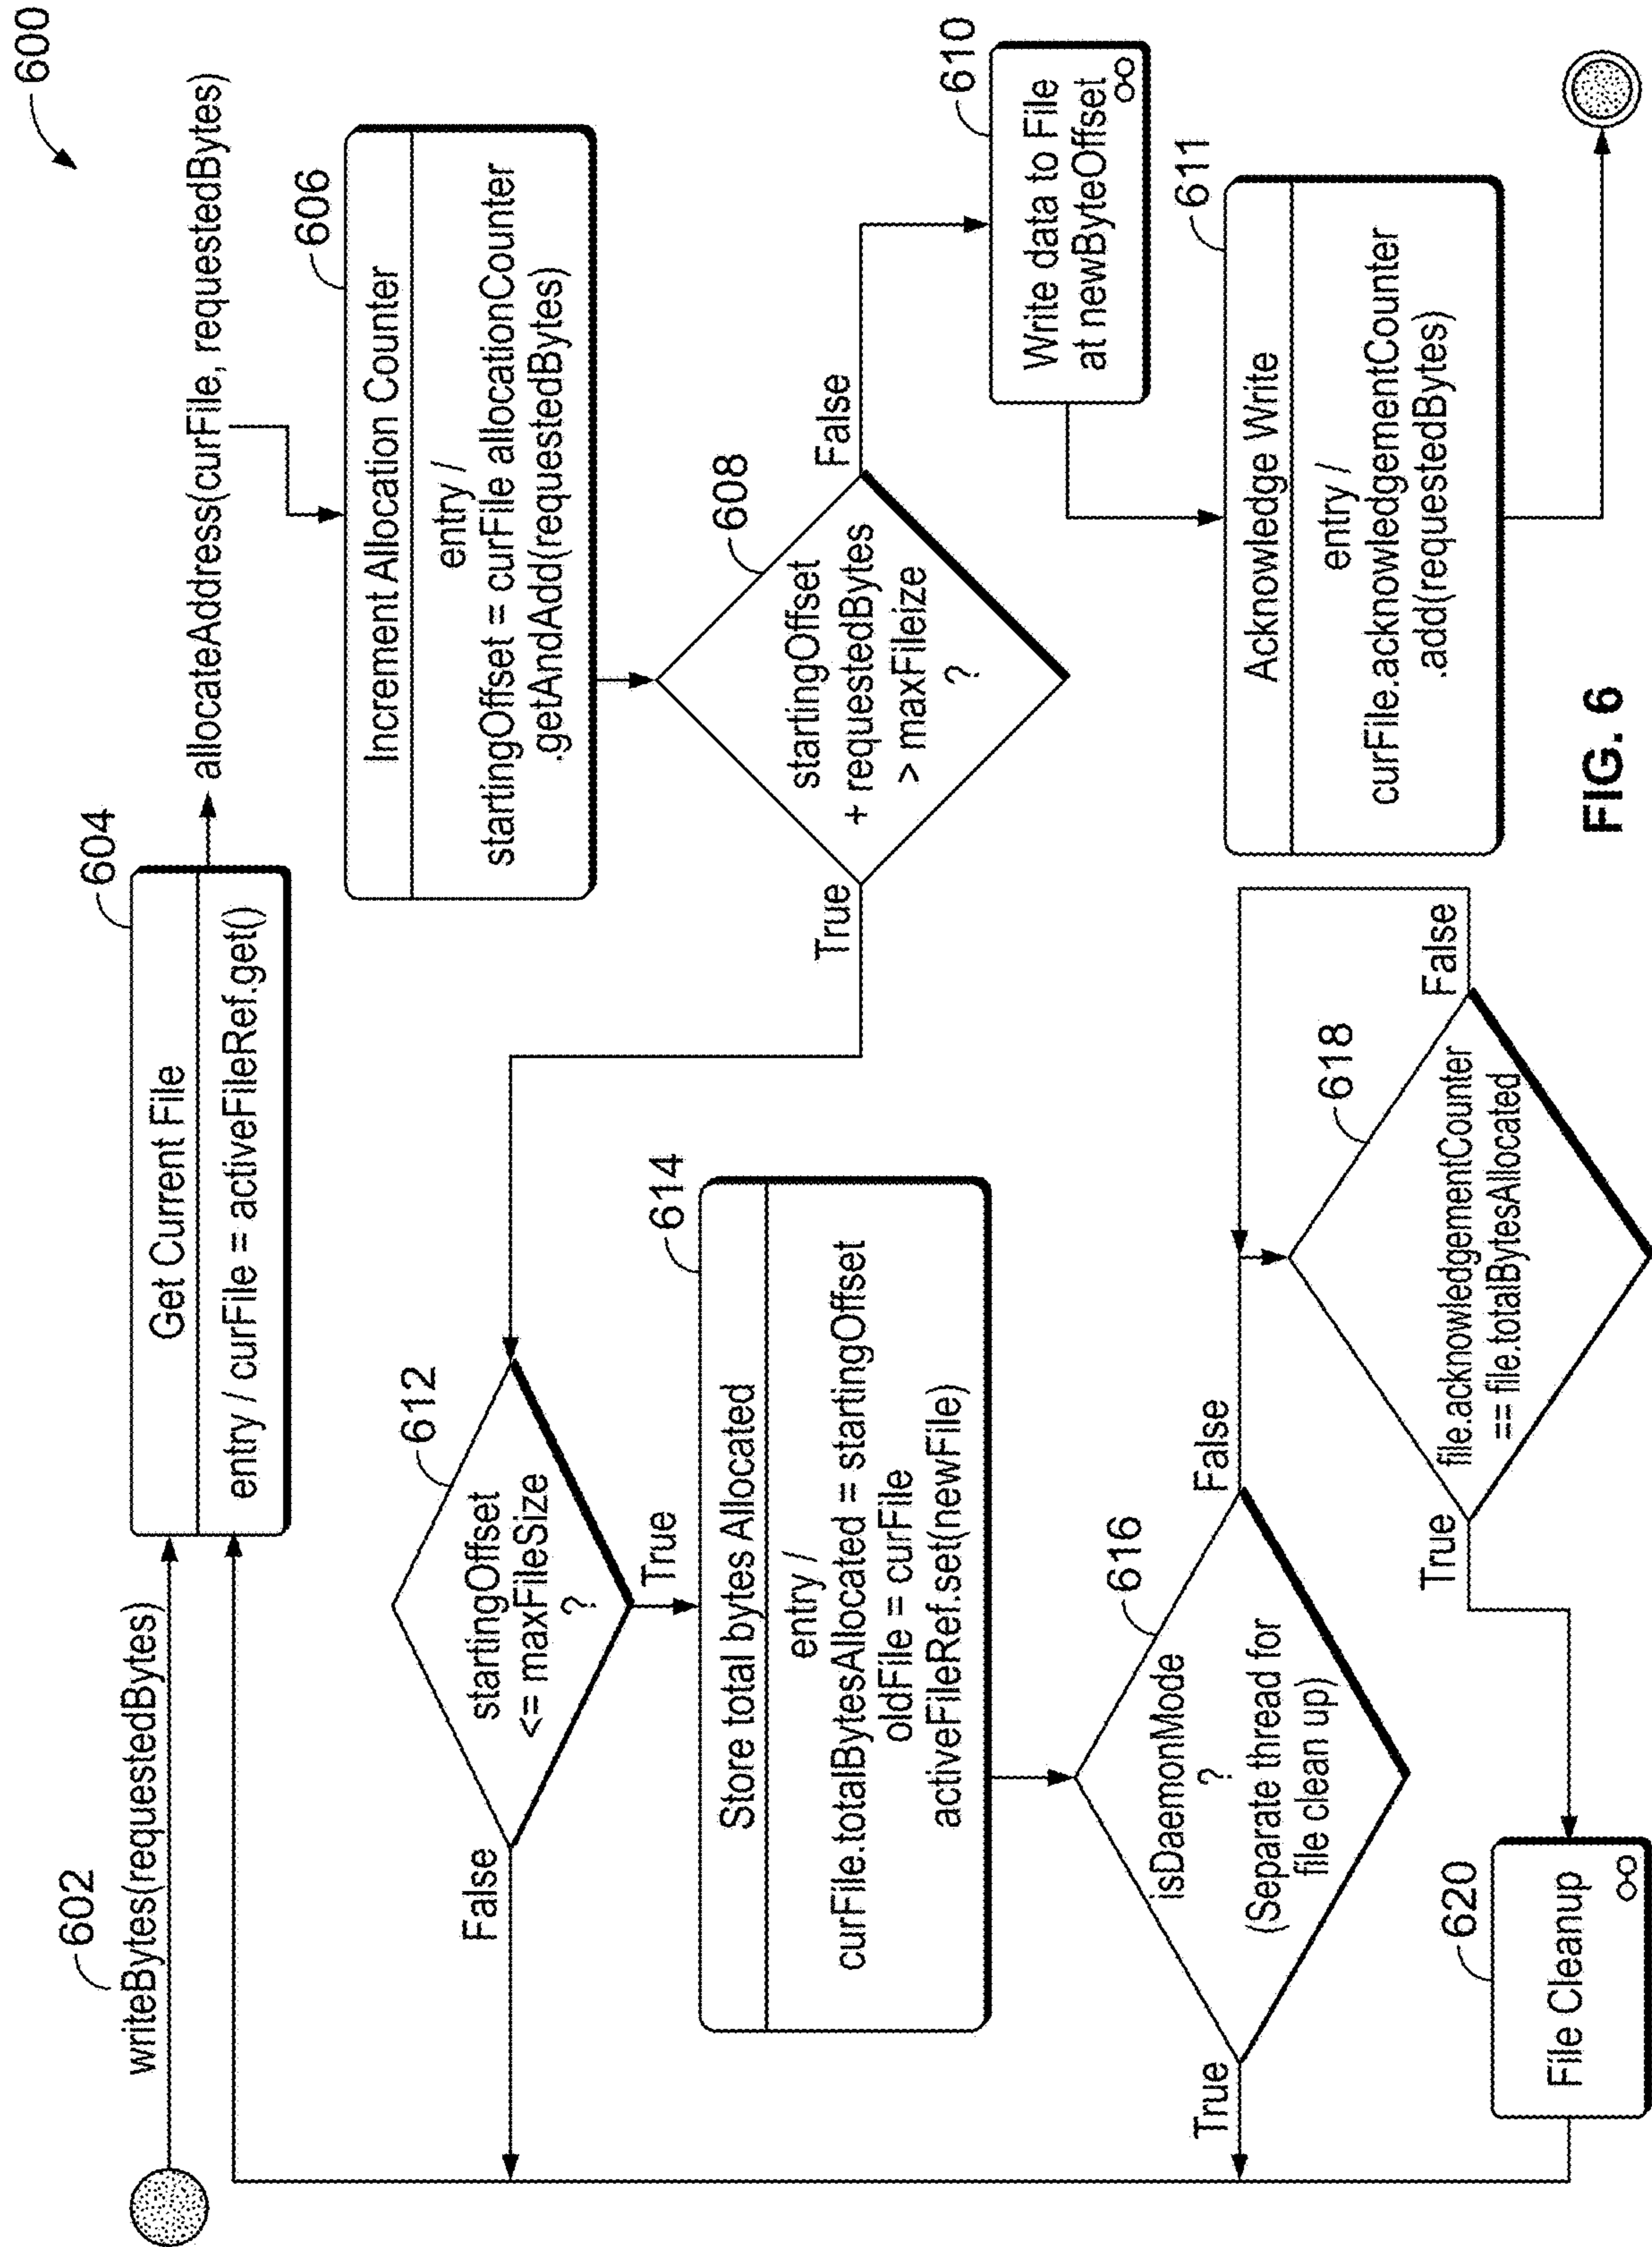 600
602
writeBytes(requestedBytes)
604
Get Current File
entry / curFile = activeFileRef.get()
allocateAddress(curFile, requestedBytes)
606
Increment Allocation Counter
entry /
startingOffset = curFile allocationCounter
.getAndAdd(requestedBytes)
608
startingOffset
+ requestedBytes
> maxFileize
?
True
False
610
Write data to File
at newByteOffset
611
Acknowledge Write
entry /
curFile.acknowledgementCounter
.add(requestedBytes)
612
startingOffset
<= maxFileSize
?
False
True
614
Store total bytes Allocated
entry /
curFile.totalBytesAllocated = startingOffset
oldFile = curFile
activeFileRef.set(newFile)
616
isDaemonMode
?
(Separate thread for
file clean up)
True
False
618
file.acknowledgementCounter
== file.totalBytesAllocated
True
False
620
File Cleanup
FIG. 6